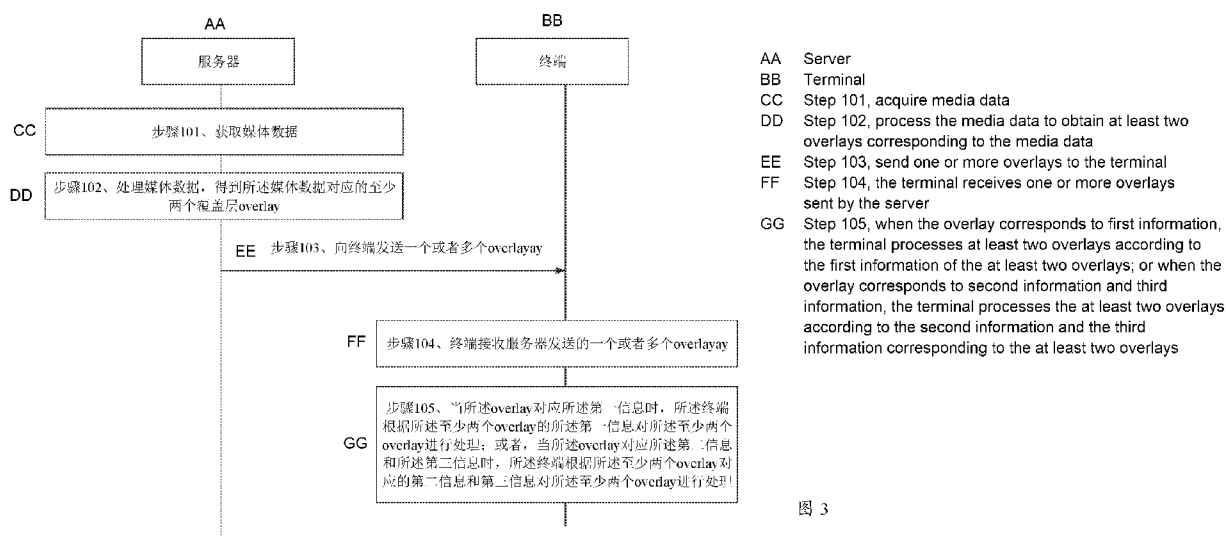 AA
BB
服务器
终端
CC
步骤101、获取媒体数据
DD
步骤102、处理媒体数据，得到所述媒体数据对应的至少
两个覆盖层overlay
EE
步骤103、向终端发送一个或者多个overlayay
FF
步骤104、终端接收服务器发送的一个或者多个overlayay
GG
步骤105、当所述overlay对应所述第一信息时，所述终端
根据所述至少两个overlay的所述第一信息对所述至少两个
overlay进行处理；或者，当所述overlay对应所述第二信息
和所述第三信息时，所述终端根据所述至少两个overlay对
应的第二信息和第三信息对所述至少两个overlay进行处理
AA Server
BB Terminal
CC Step 101, acquire media data
DD Step 102, process the media data to obtain at least two
overlays corresponding to the media data
EE Step 103, send one or more overlays to the terminal
FF Step 104, the terminal receives one or more overlays
sent by the server
GG Step 105, when the overlay corresponds to first information,
the terminal processes at least two overlays according to
the first information of the at least two overlays; or when the
overlay corresponds to second information and third
information, the terminal processes the at least two overlays
according to the second information and the third
information corresponding to the at least two overlays
图 3